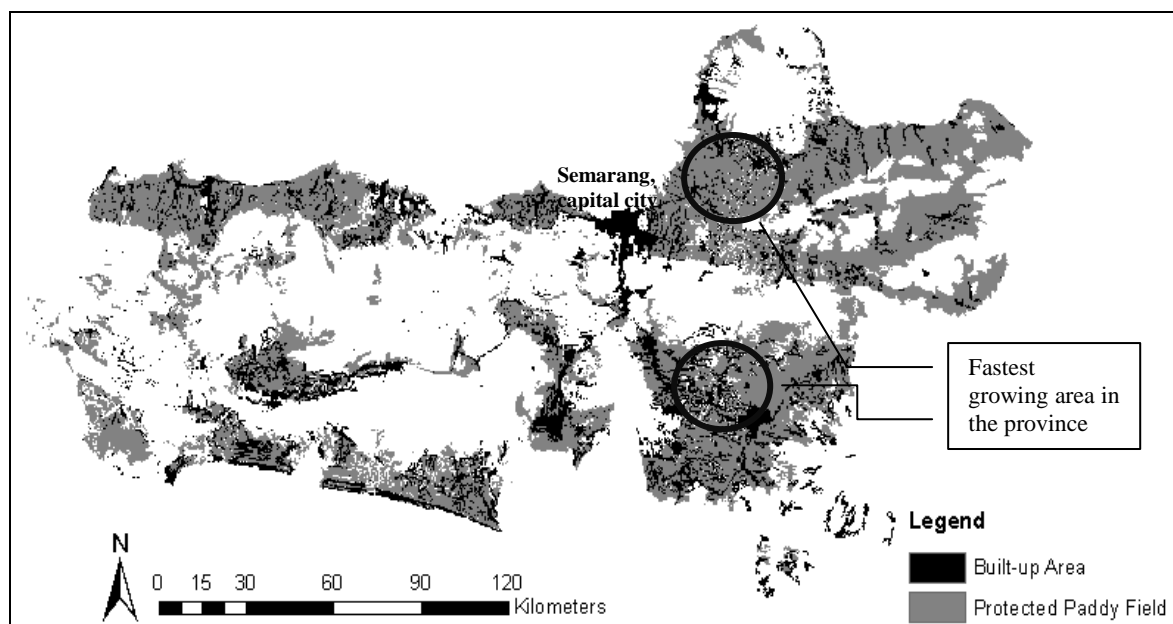 Semarang,
capital city
Fastest
growing area in
the province
N
0 15 30 60 90 120
Kilometers
Legend
Built-up Area
Protected Paddy Field